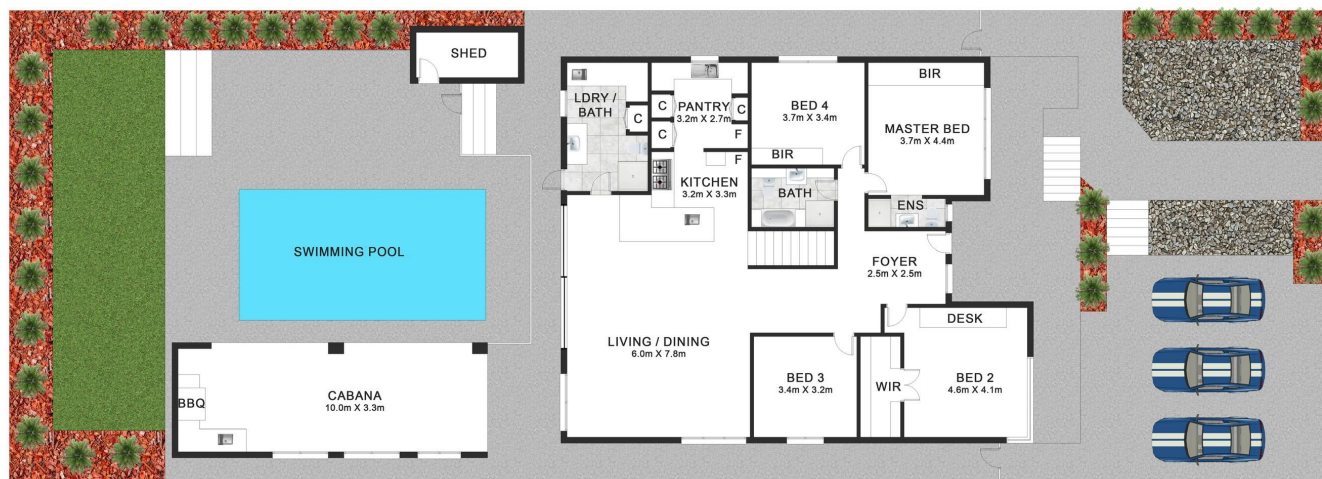 SHED
LDRY /
BATH
C
C
C
C
PANTRY
3.2m X 2.7m
F
F
KITCHEN
3.2m X 3.3m
BED 4
3.7m X 3.4m
BIR
BIR
MASTER BED
3.7m X 4.4m
BATH
ENS
SWIMMING POOL
FOYER
2.5m X 2.5m
LIVING / DINING
6.0m X 7.8m
DESK
BED 3
3.4m X 3.2m
WIR
BED 2
4.6m X 4.1m
BBQ
CABANA
10.0m X 3.3m